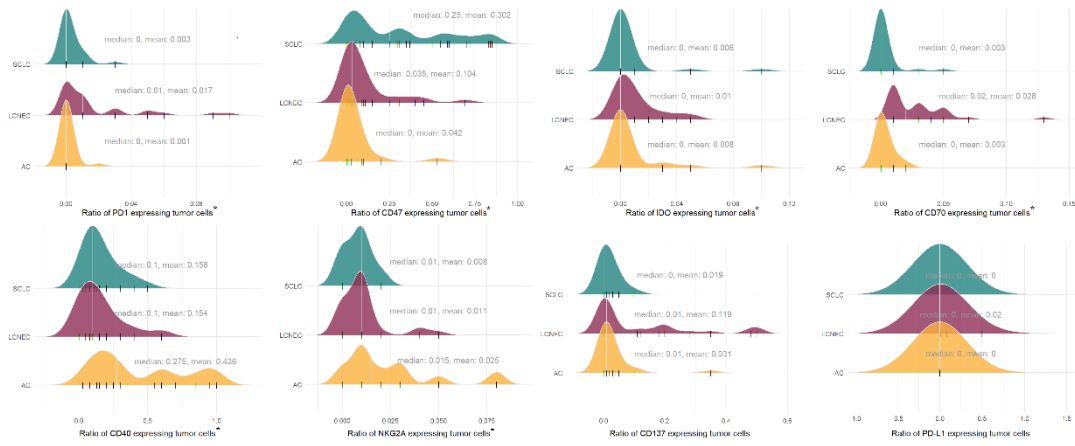 median: 0, mean: 0.003
SCLC
median: 0.01, mean: 0.017
LCNEC
median: 0, mean: 0.001
AC
0.00 0.04 0.08
Ratio of PD1 expressing tumor cells*
median: 0.25, mean: 0.302
SCLC
median: 0.035, mean: 0.104
LCNEC
median: 0, mean: 0.042
AC
0.00 0.25 0.50 0.75 1.00
Ratio of CD47 expressing tumor cells*
median: 0, mean: 0.006
SCLC
median: 0, mean: 0.01
LCNEC
median: 0, mean: 0.008
AC
0.00 0.04 0.08 0.12
Ratio of IDO expressing tumor cells*
median: 0, mean: 0.003
SCLC
median: 0.02, mean: 0.028
LCNEC
median: 0, mean: 0.003
AC
0.00 0.05 0.10 0.15
Ratio of CD70 expressing tumor cells*
median: 0.1, mean: 0.158
SCLC
median: 0.1, mean: 0.154
LCNEC
median: 0.275, mean: 0.436
AC
0.0 0.5 1.0
Ratio of CD40 expressing tumor cells*
median: 0.01, mean: 0.008
SCLC
median: 0.01, mean: 0.011
LCNEC
median: 0.015, mean: 0.026
AC
0.000 0.025 0.050 0.075
Ratio of NKG2A expressing tumor cells*
median: 0, mean: 0.019
SCLC
median: 0.01, mean: 0.119
LCNEC
median: 0.01, mean: 0.031
AC
0.0 0.2 0.4 0.6
Ratio of CD137 expressing tumor cells
median: 0, mean: 0
SCLC
median: 0, mean: 0.02
LCNEC
median: 0, mean: 0
AC
0.5 0.0 0.5 1.0
Ratio of PD-L1 expressing tumor cells